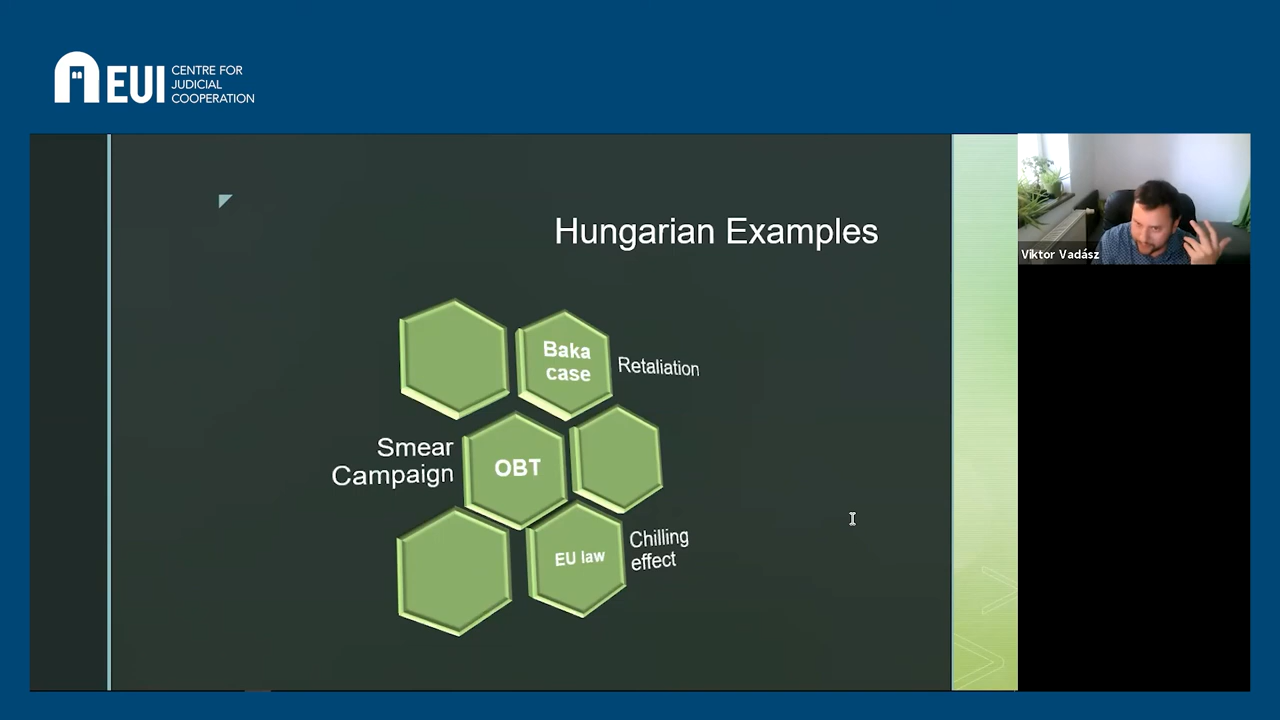 EUI
CENTRE FOR
JUDICIAL
COOPERATION
Hungarian Examples
Baka
case
Retaliation
Smear
Campaign
OBT
EU law
Chilling
effect
Viktor Vadász